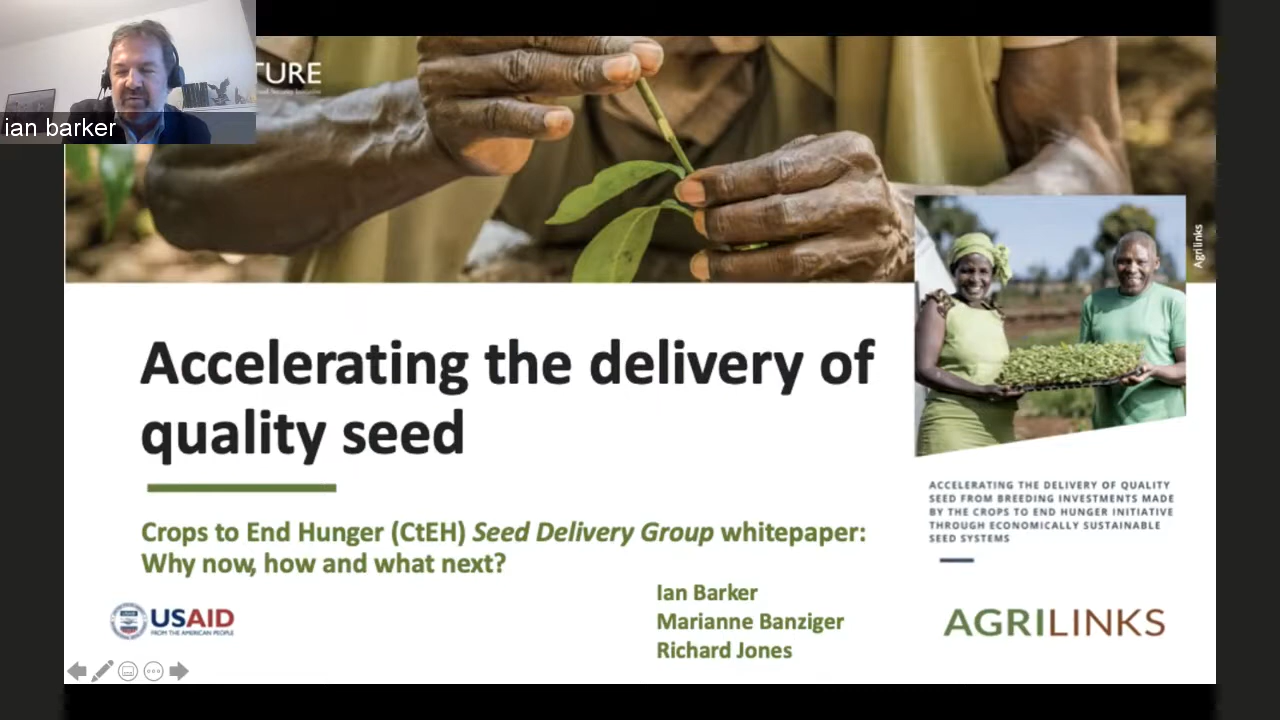 ian barker
TURE
Agrilinks
Accelerating the delivery of
quality seed
Crops to End Hunger (CtEH) Seed Delivery Group whitepaper:
Why now, how and what next?
Ian Barker
Marianne Banziger
Richard Jones
USAID
FROM THE AMERICAN PEOPLE
ACCELERATING THE DELIVERY OF QUALITY
SEED FROM BREEDING INVESTMENTS MADE
BY THE CROPS TO END HUNGER INITIATIVE
THROUGH ECONOMICALLY SUSTAINABLE
SEED SYSTEMS
AGRILINKS